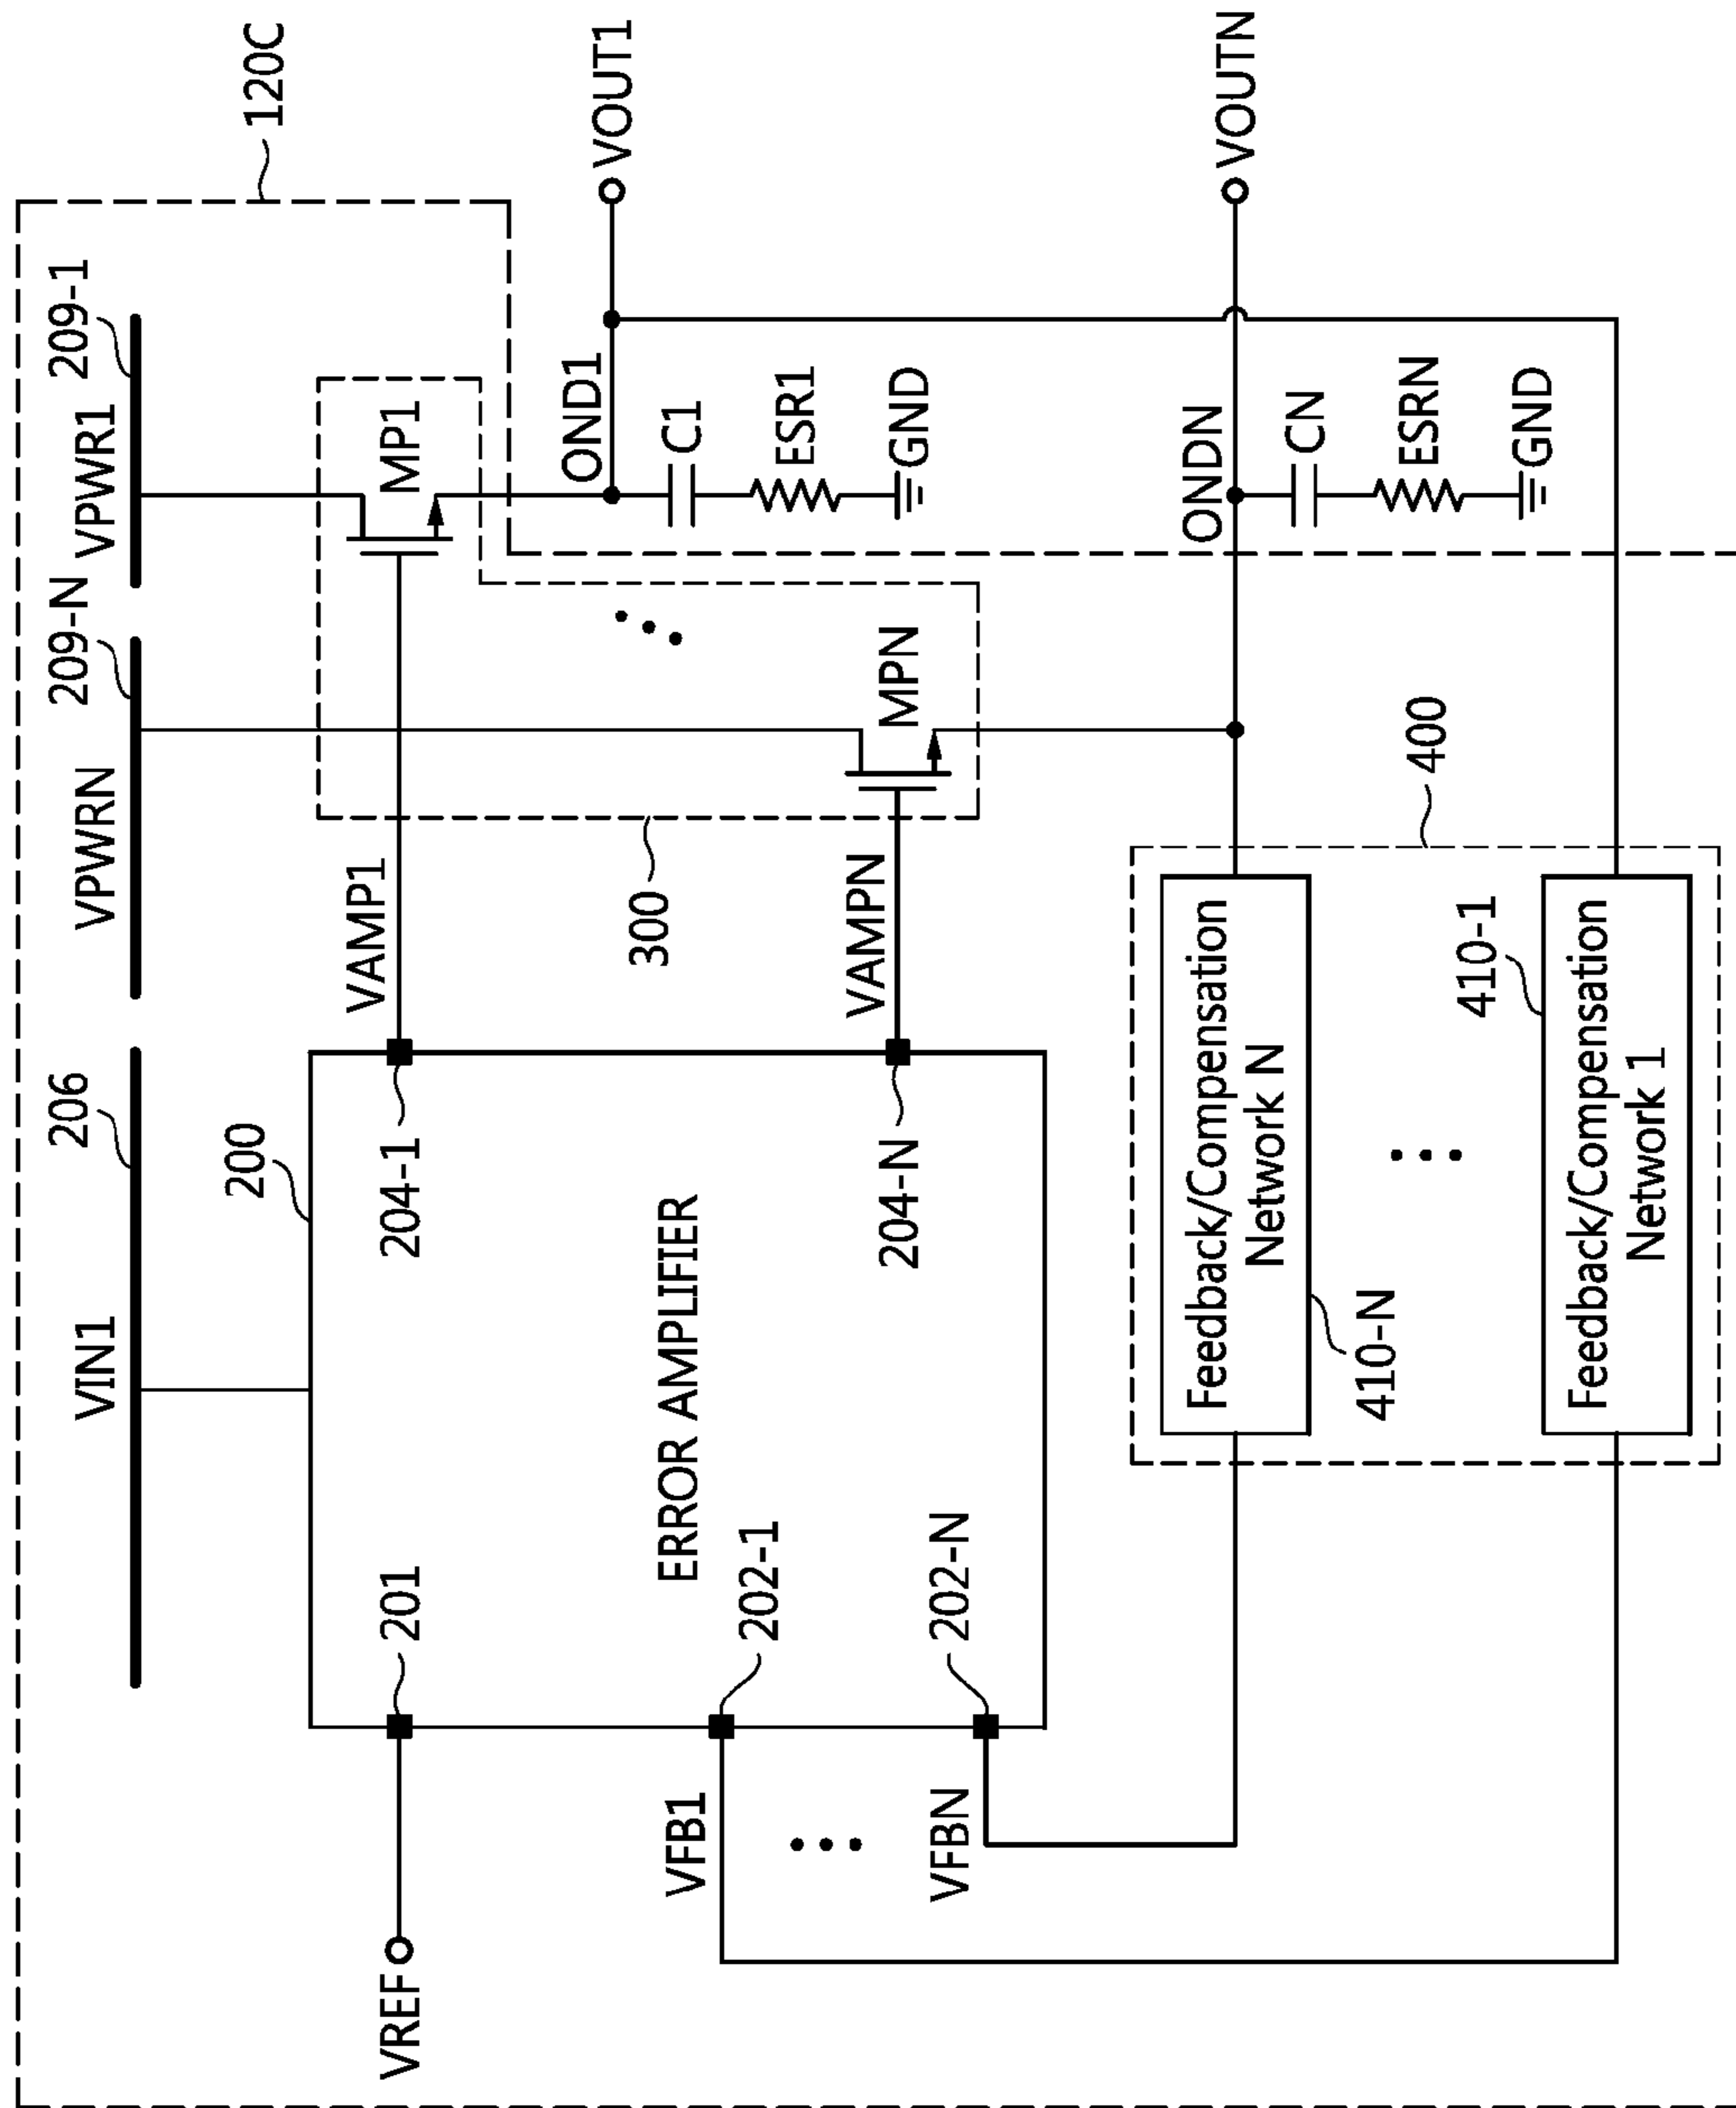 120C
VIN1
206
VPWRN
209-N
VPWR1
209-1
200
VREF
201
204-1
VAMP1
MP1
OND1
VOUT1
300
ERROR AMPLIFIER
VFB1
202-1
C1
ESR1
GND
VFBN
202-N
204-N
VAMPN
MPN
ONDN
VOUTN
Feedback/Compensation
Network N
410-N
400
CN
ESRN
GND
410-1
Feedback/Compensation
Network 1